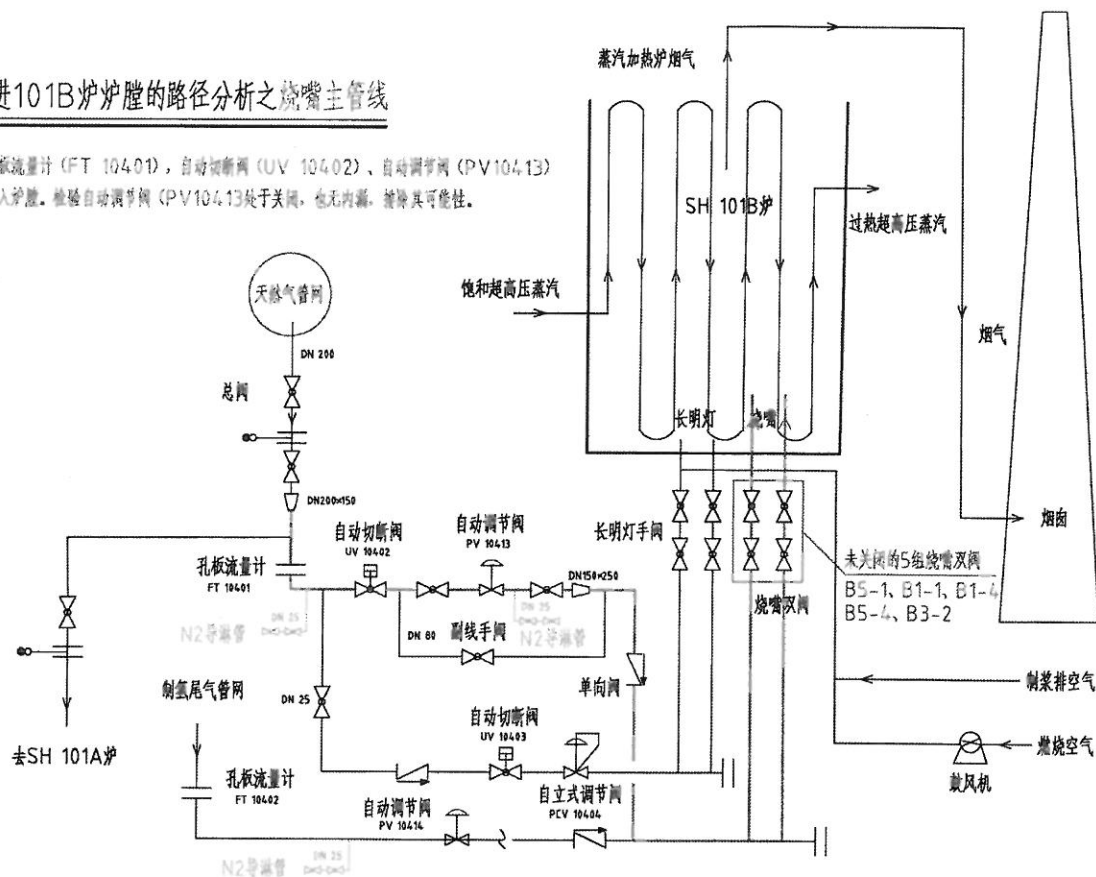 蒸汽加热炉烟气
进101B炉炉膛的路径分析之烧嘴主管线
板流量计(FT 10401),自动切断阀(UV 10402)、自动调节阀(PV10413)
入炉膛。检验自动调节阀(PV10413处于关闭,也无内漏,排除其可能性。
SH 101B炉
过热超高压蒸汽
饱和超高压蒸汽
天然气管网
烟气
DN 200
总阀
长明灯
烧嘴
DN200×150
自动切断阀
UV 10402
自动调节阀
PV 10413
长明灯手阀
烟囱
孔板流量计
FT 10401
DN150×250
未关闭的5组烧嘴双阀
B5-1、B1-1、B1-4
B5-4、B3-2
烧嘴双阀
DN 25
N2导淋管
DN 25
N2导淋管
DN 80
副线手阀
制氢尾气管网
DN 25
单向阀
制浆排空气
自动切断阀
UV 10403
去SH 101A炉
燃烧空气
鼓风机
孔板流量计
FT 10402
自动调节阀
PV 10414
自立式调节阀
PCV 10404
DN 25
N2导淋管